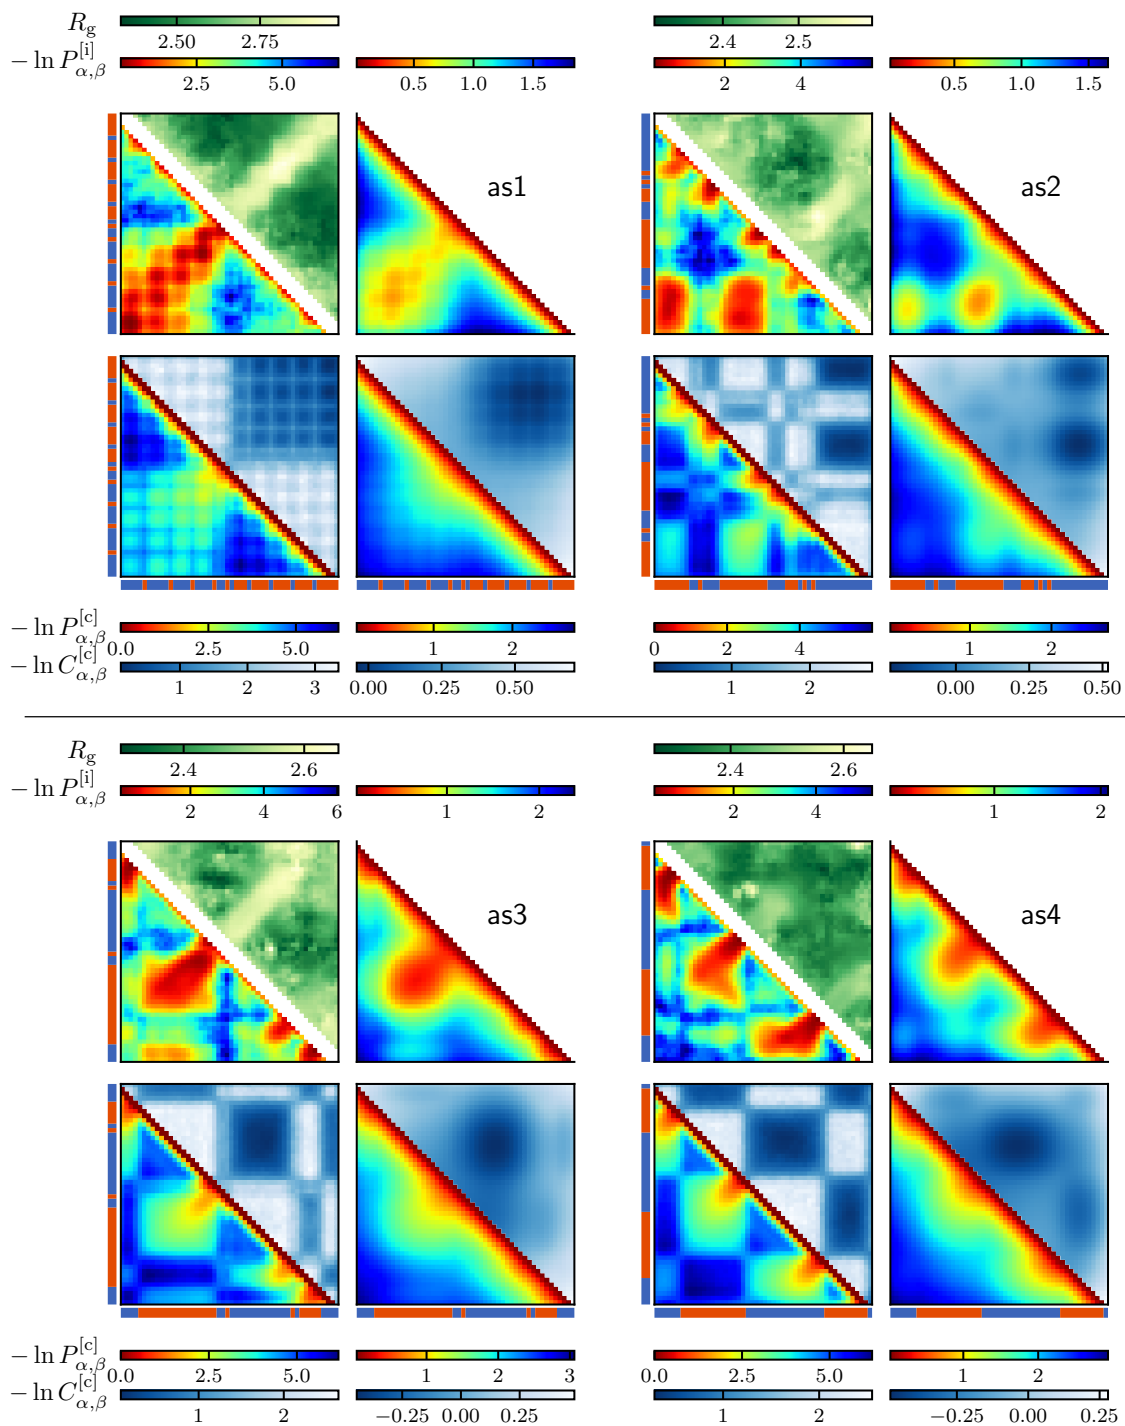 R_g
2.50 2.75 2.4 2.5
− ln P^{[i]}_{α,β}
2.5 5.0 0.5 1.0 1.5 2 4 0.5 1.0 1.5
as1 as2
− ln P^{[c]}_{α,β} 0.0 2.5 5.0 1 2 0 2 4 1 2
− ln C^{[c]}_{α,β} 1 2 3 0.00 0.25 0.50 1 2 0.00 0.25 0.50
R_g
2.4 2.6 2.4 2.6
− ln P^{[i]}_{α,β}
2 4 6 1 2 2 4 1 2
as3 as4
− ln P^{[c]}_{α,β} 0.0 2.5 5.0 1 2 3 0.0 2.5 5.0 1 2
− ln C^{[c]}_{α,β} 1 2 −0.25 0.00 0.25 1 2 −0.25 0.00 0.25